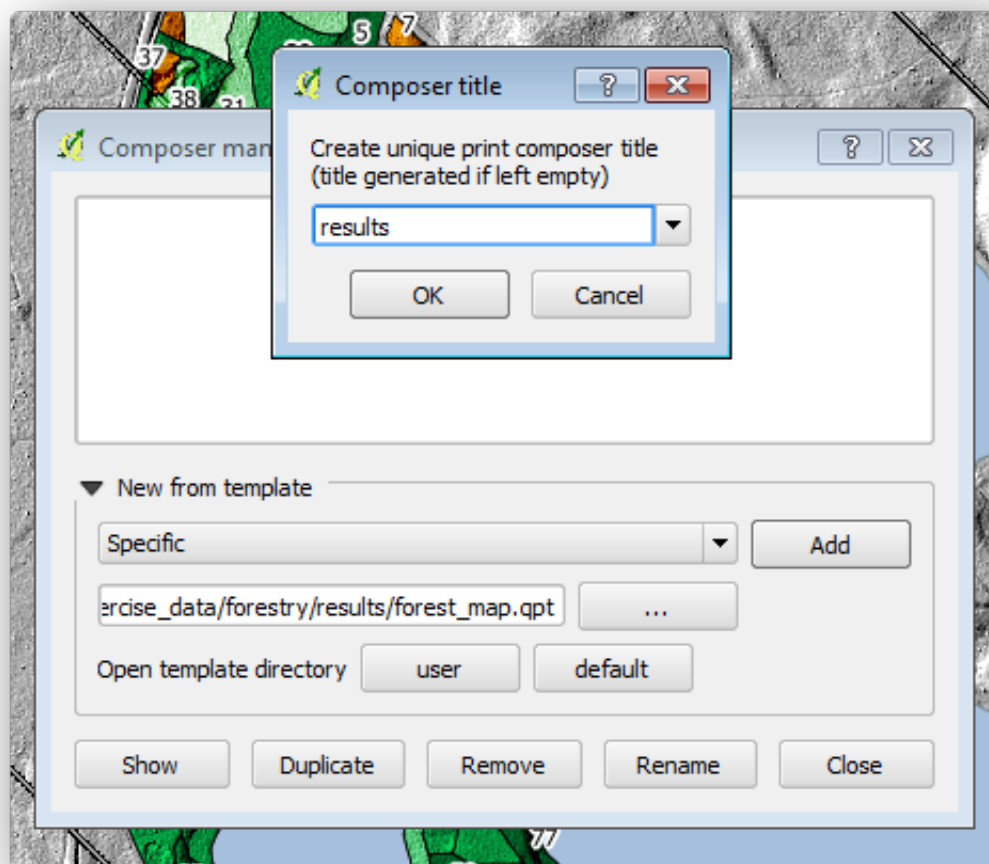 5
7
37
38
Composer title
?
Composer man
?
Create unique print composer title
(title generated if left empty)
results
OK
Cancel
New from template
Specific
Add
ercise_data/forestry/results/forest_map.qpt
...
Open template directory
user
default
Show
Duplicate
Remove
Rename
Close